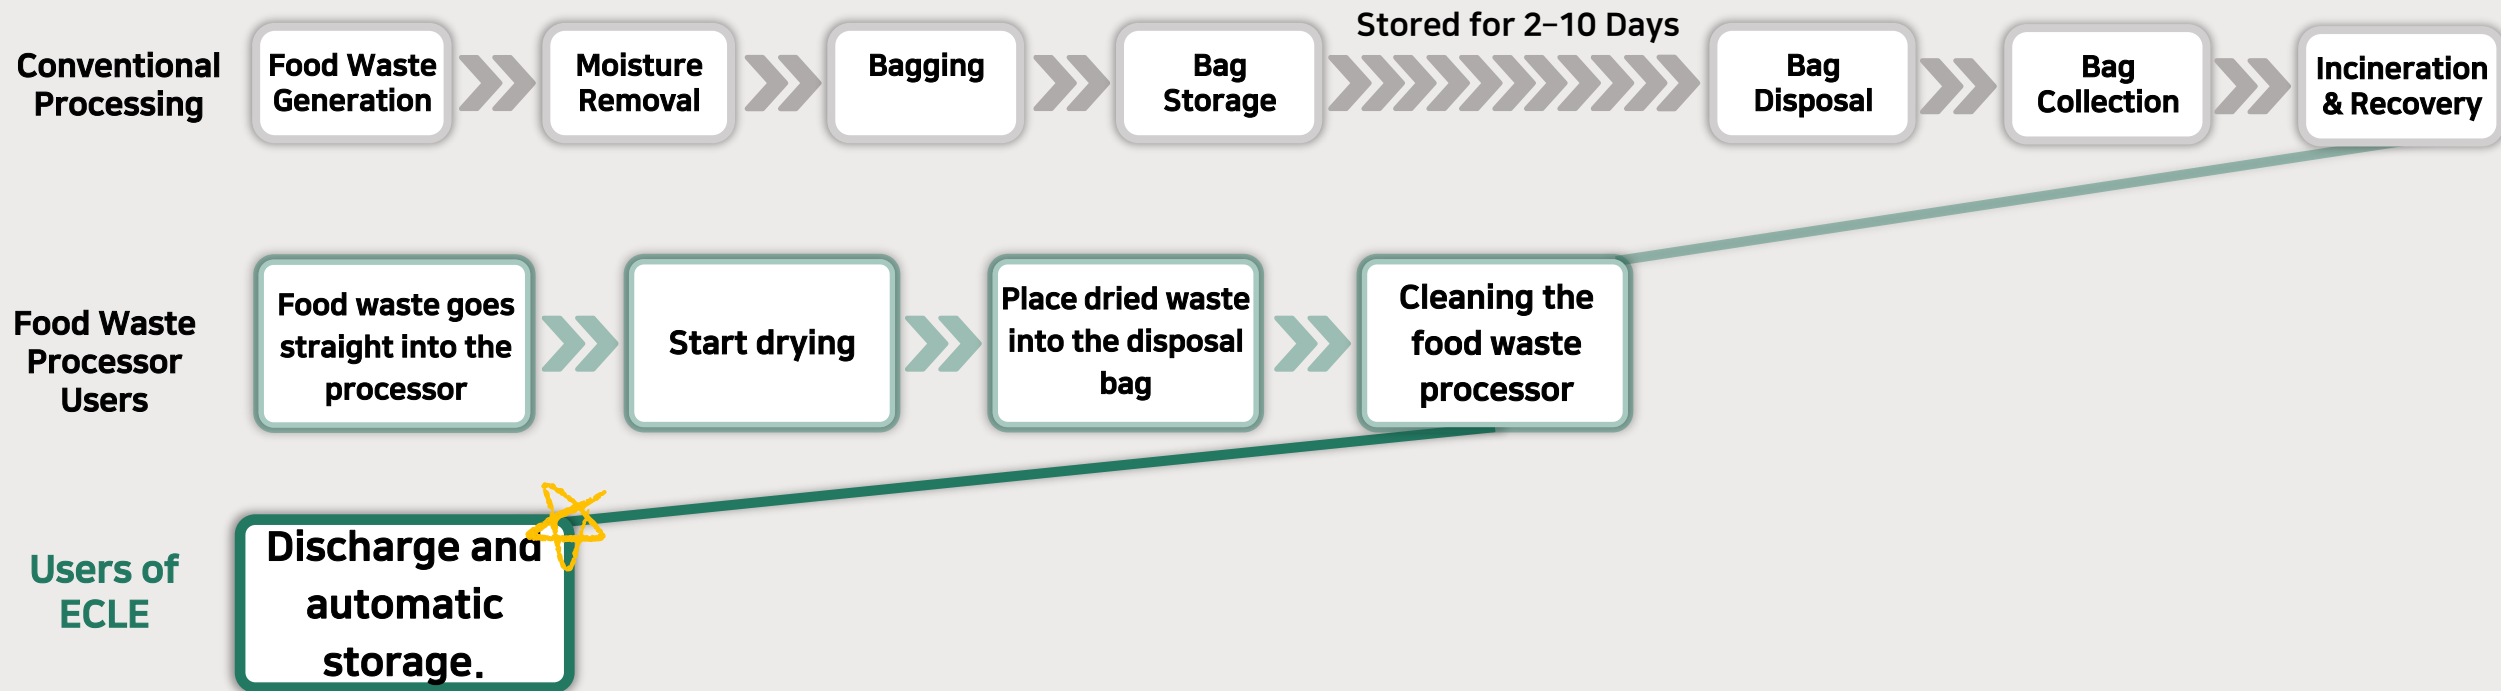 Stored for 2–10 Days
Conventional
Processing
Food Waste
Generation
Moisture
Removal
Bagging
Bag
Storage
Bag
Disposal
Bag
Collection
Incineration
& Recovery
Food Waste
Processor
Users
Food waste goes
straight into the
processor
Start drying
Place dried waste
into the disposal
bag
Cleaning the
food waste
processor
Users of
ECLE
Discharge and
automatic
storage.